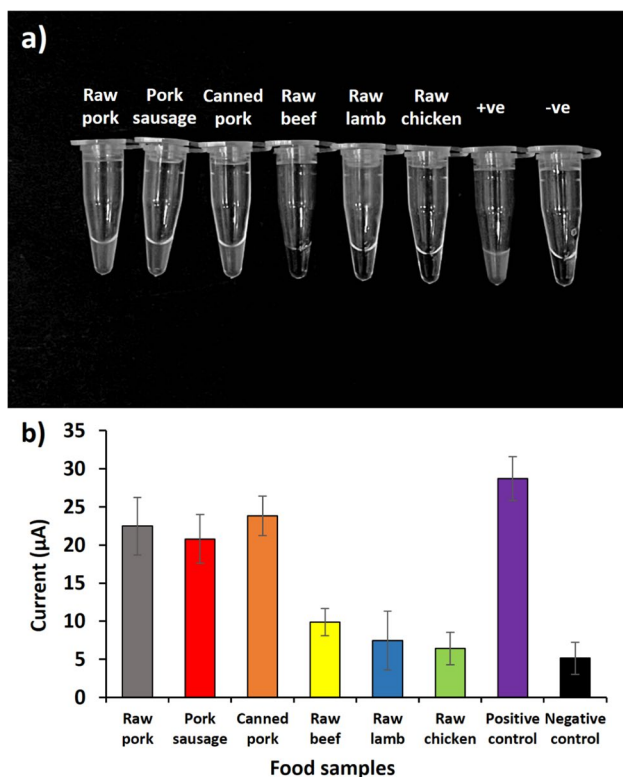 a)
Raw Pork Canned Raw Raw Raw +ve -ve
pork sausage pork beef lamb chicken
b)
35
30
25
20
15
10
5
0
Current (µA)
Raw Pork Canned Raw Raw Raw Positive Negative
pork sausage pork beef lamb chicken control control
Food samples